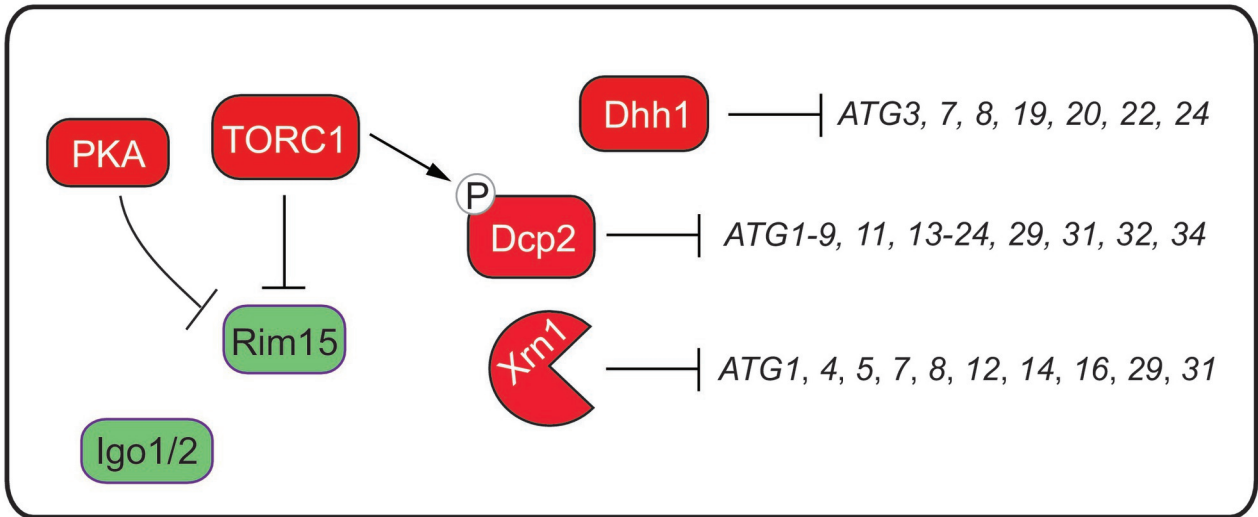 PKA
TORC1
Dhh1
ATG3, 7, 8, 19, 20, 22, 24
P
Dcp2
ATG1-9, 11, 13-24, 29, 31, 32, 34
Rim15
Xrn1
ATG1, 4, 5, 7, 8, 12, 14, 16, 29, 31
Igo1/2